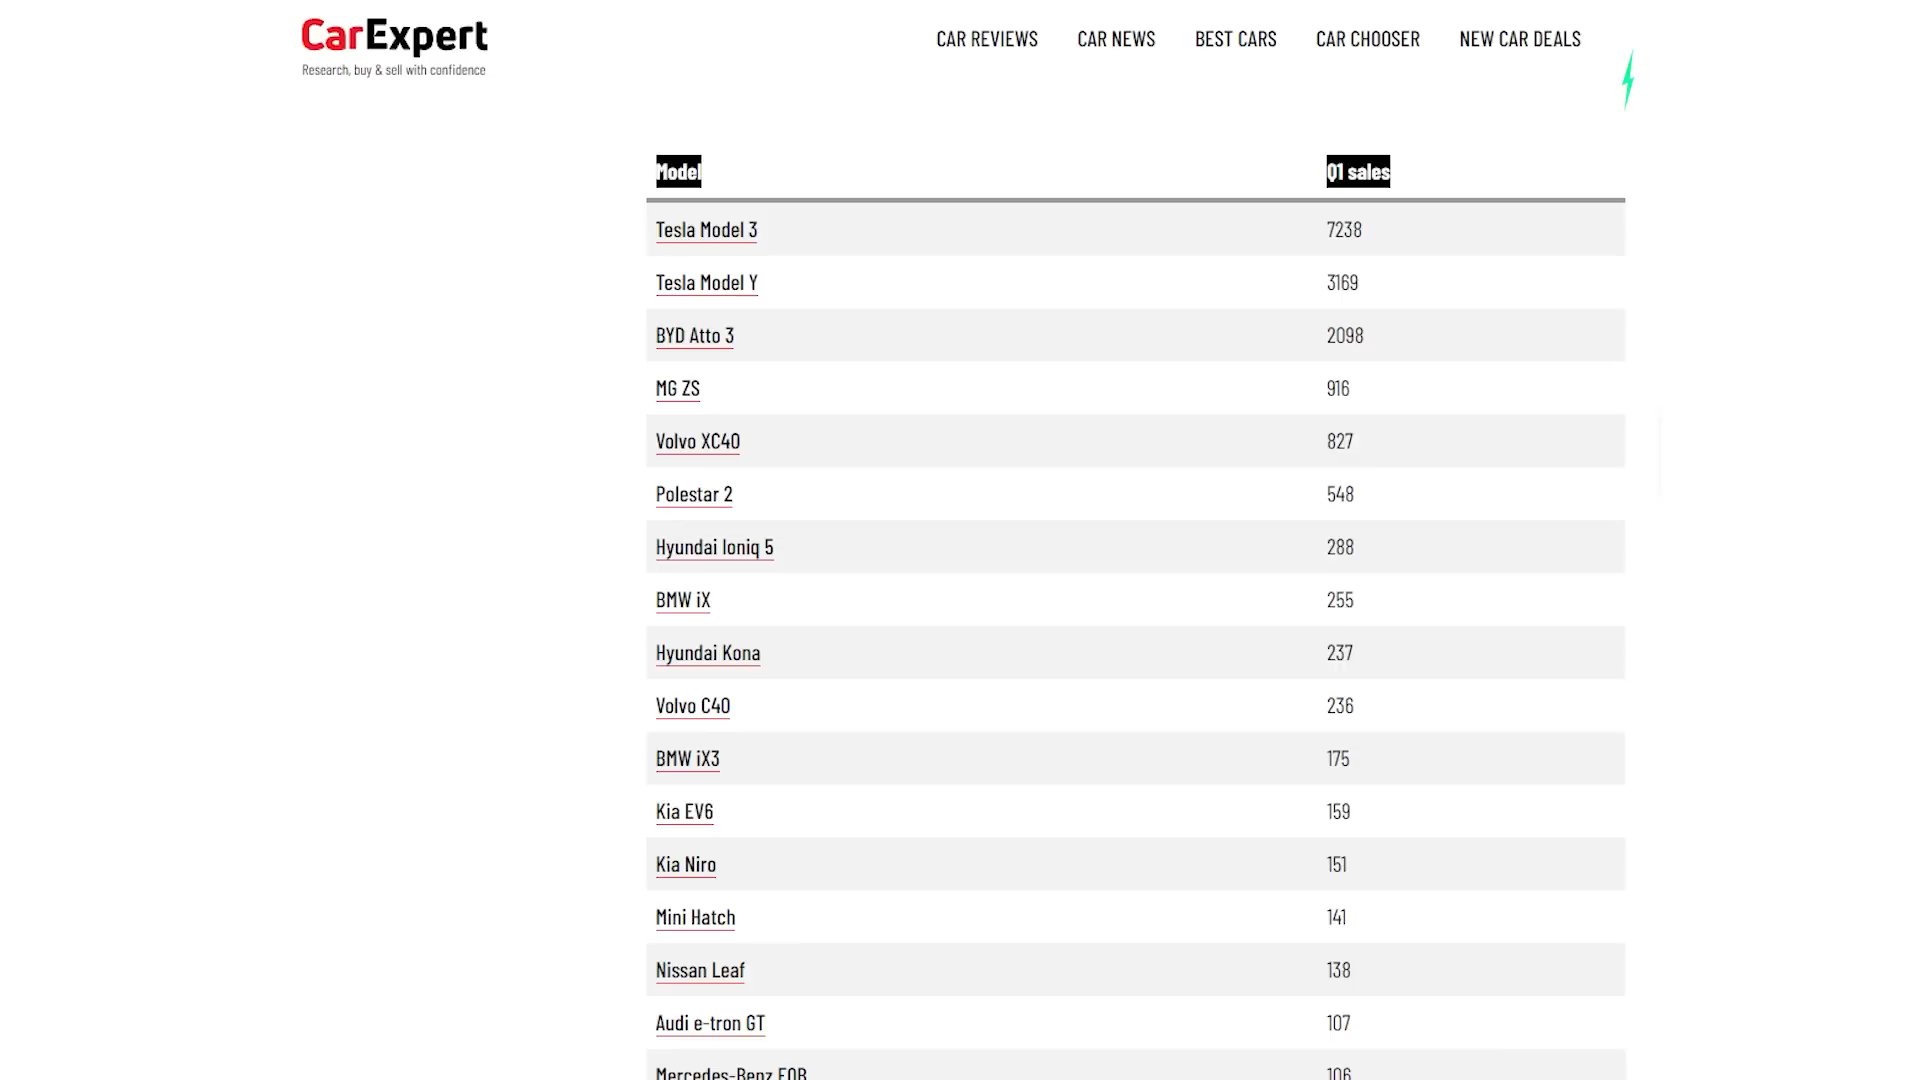 CarExpert
Research, buy & sell with confidence
CAR REVIEWS CAR NEWS BEST CARS CAR CHOOSER NEW CAR DEALS
Model Q1 sales
Tesla Model 3 7238
Tesla Model Y 3169
BYD Atto 3 2098
MG ZS 916
Volvo XC40 827
Polestar 2 548
Hyundai Ioniq 5 288
BMW iX 255
Hyundai Kona 237
Volvo C40 236
BMW iX3 175
Kia EV6 159
Kia Niro 151
Mini Hatch 141
Nissan Leaf 138
Audi e-tron GT 107
Mercedes-Benz EQB 106